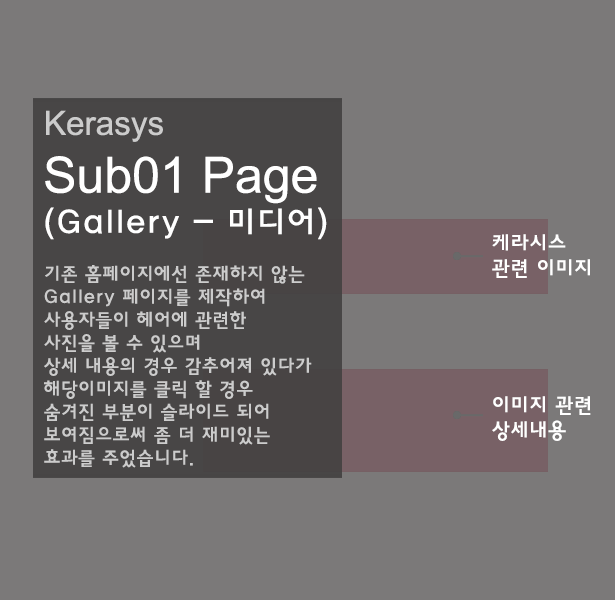 Kerasys
Sub01 Page
(Gallery – 미디어)
기존 홈페이지에선 존재하지 않는
Gallery 페이지를 제작하여
사용자들이 헤어에 관련한
사진을 볼 수 있으며
상세 내용의 경우 감추어져 있다가
해당이미지를 클릭 할 경우
숨겨진 부분이 슬라이드 되어
보여짐으로써 좀 더 재미있는
효과를 주었습니다.
케라시스
관련 이미지
이미지 관련
상세내용